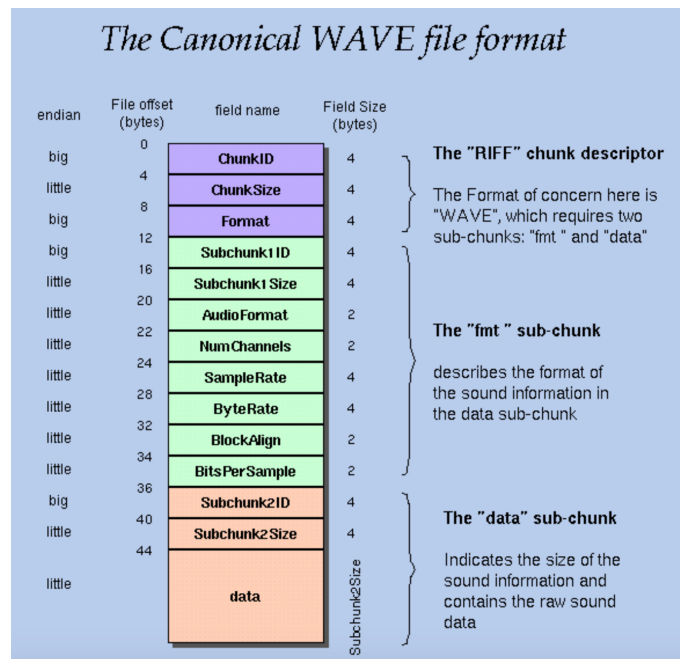 The Canonical WAVE file format
endian
File offset
(bytes)
field name
Field Size
(bytes)
0
big
ChunkID
4
4
little
ChunkSize
4
8
big
Format
4
12
big
Subchunk1 ID
4
16
little
Subchunk1 Size
4
20
little
AudioFormat
2
22
little
NumChannels
2
24
little
SampleRate
4
28
little
ByteRate
4
32
little
BlockAlign
2
34
little
BitsPerSample
2
36
big
Subchunk2ID
4
40
little
Subchunk2Size
4
44
little
data
Subchunk2Size
The "RIFF" chunk descriptor
The Format of concern here is
"WAVE", which requires two
sub-chunks: "fmt " and "data"
The "fmt " sub-chunk
describes the format of
the sound information in
the data sub-chunk
The "data" sub-chunk
Indicates the size of the
sound information and
contains the raw sound
data